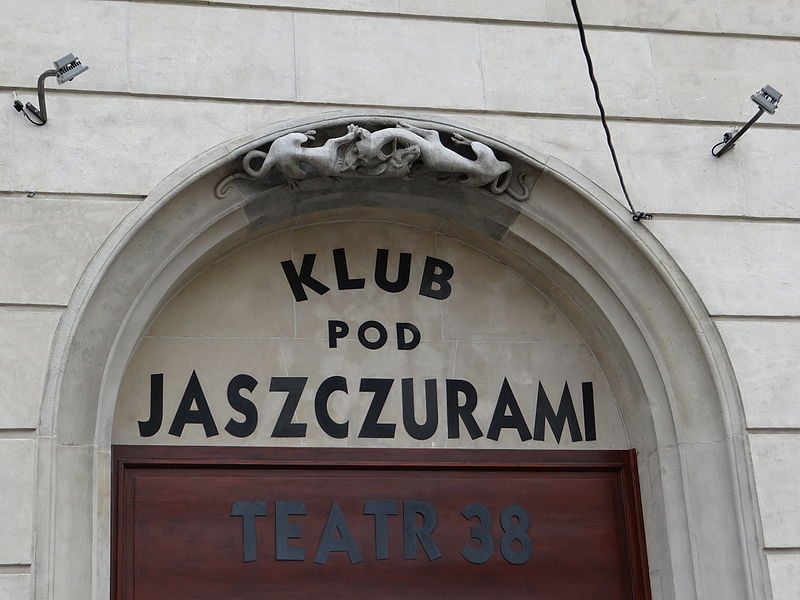 KLUB
POD
JASZCZURAMI
TEATR 38